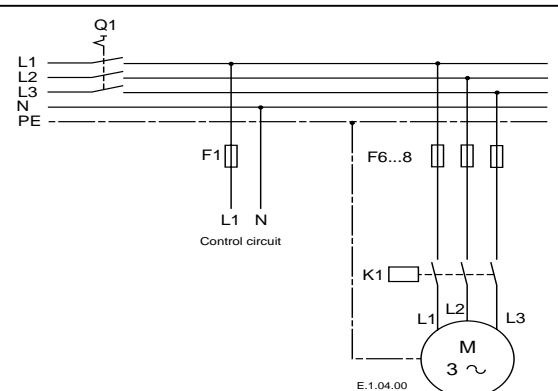 Q1
L1
L2
L3
N
PE
F1
F6...8
L1 N
Control circuit
K1
L1 L2 L3
M
3 ~
E.1.04.00